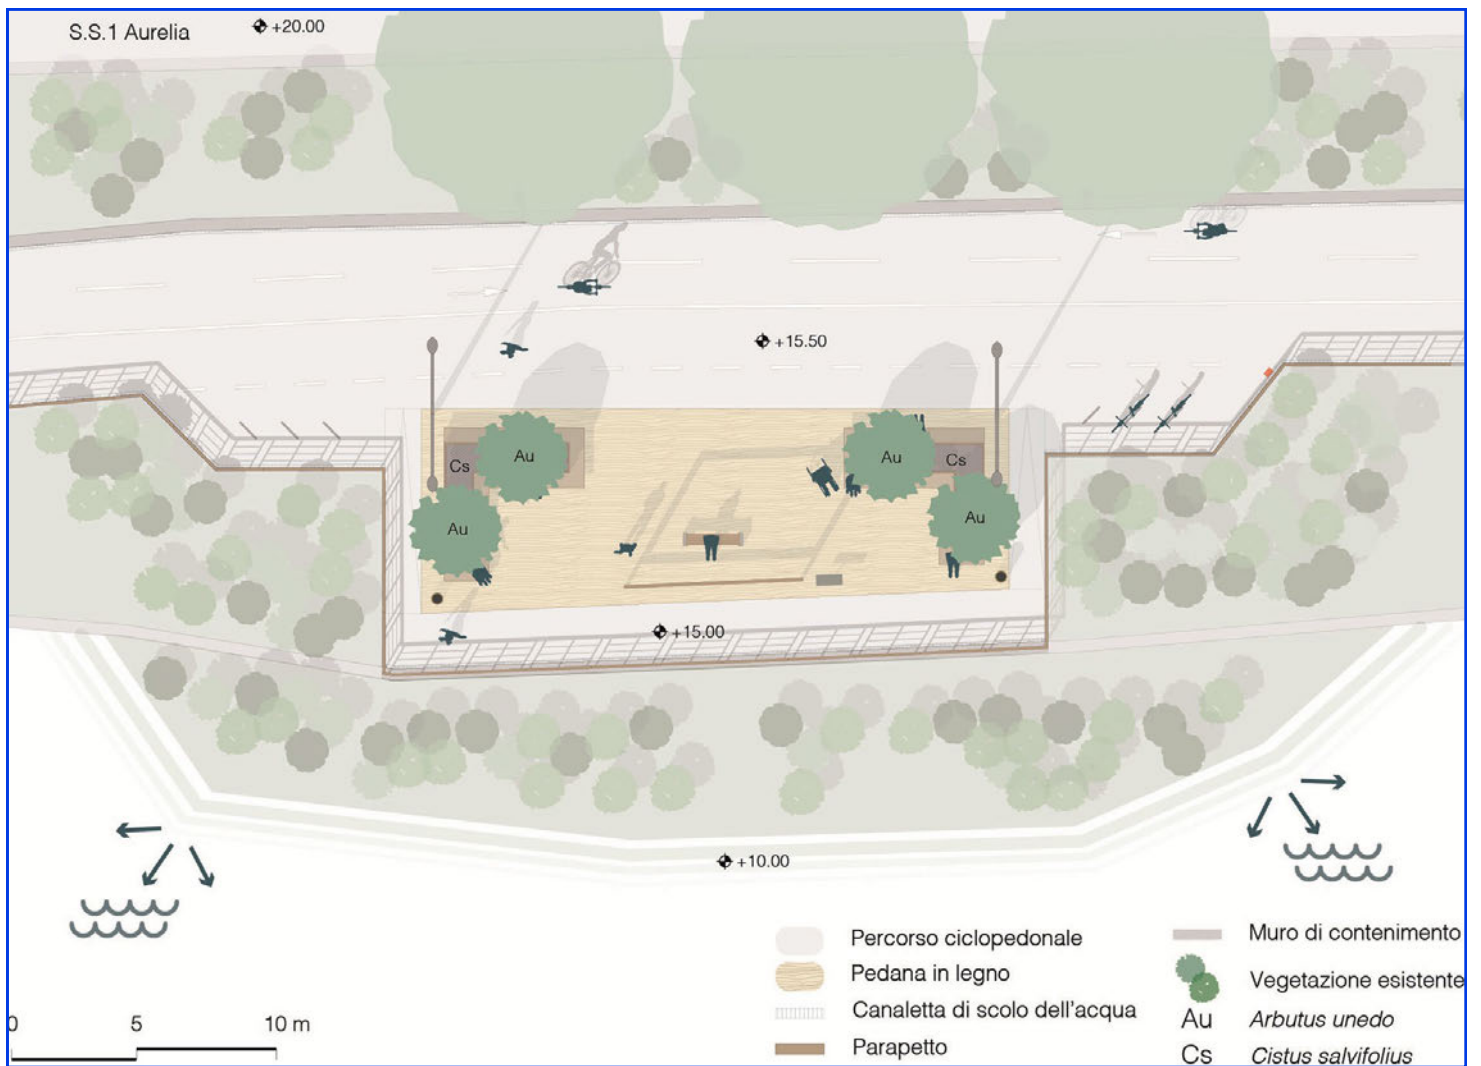 S.S.1 Aurelia
+20.00
+15.50
Cs
Au
Au
Au
Cs
Au
+15.00
+10.00
Percorso ciclopedonale
Pedana in legno
Canaletta di scolo dell'acqua
Parapetto
Muro di contenimento
Vegetazione esistente
Au Arbutus unedo
Cs Cistus salvifolius
0 5 10 m